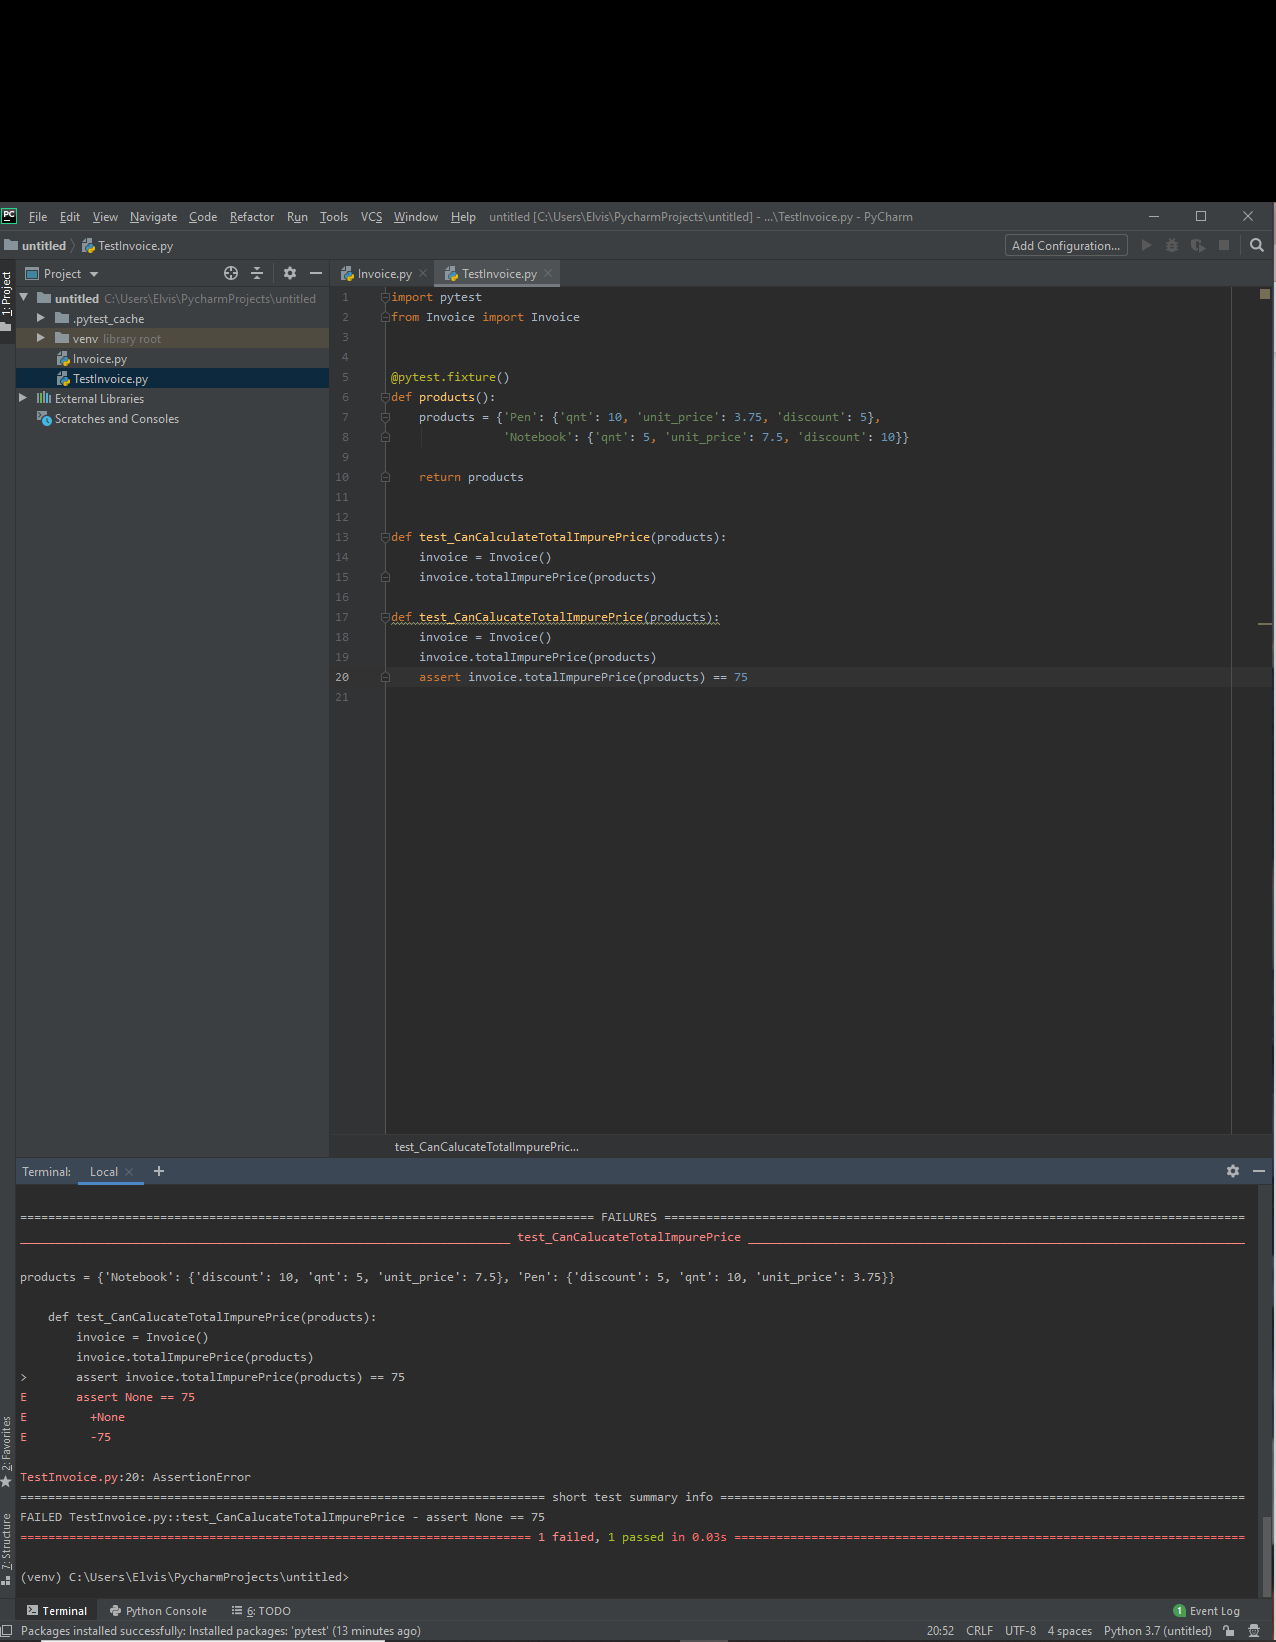 PC File Edit View Navigate Code Refactor Run Tools VCS Window Help untitled [C:\Users\Elvis\PycharmProjects\untitled] - ...\TestInvoice.py - PyCharm
untitled TestInvoice.py Add Configuration...
1: Project
Project
untitled C:\Users\Elvis\PycharmProjects\untitled
.pytest_cache
venv library root
Invoice.py
TestInvoice.py
External Libraries
Scratches and Consoles
Invoice.py TestInvoice.py
1 import pytest
2 from Invoice import Invoice
3
4
5 @pytest.fixture()
6 def products():
7 products = {'Pen': {'qnt': 10, 'unit_price': 3.75, 'discount': 5},
8 'Notebook': {'qnt': 5, 'unit_price': 7.5, 'discount': 10}}
9
10 return products
11
12
13 def test_CanCalculateTotalImpurePrice(products):
14 invoice = Invoice()
15 invoice.totalImpurePrice(products)
16
17 def test_CanCalucateTotalImpurePrice(products):
18 invoice = Invoice()
19 invoice.totalImpurePrice(products)
20 assert invoice.totalImpurePrice(products) == 75
21
test_CanCalucateTotalImpurePric...
Terminal: Local +
FAILURES
test_CanCalucateTotalImpurePrice
products = {'Notebook': {'discount': 10, 'qnt': 5, 'unit_price': 7.5}, 'Pen': {'discount': 5, 'qnt': 10, 'unit_price': 3.75}}
def test_CanCalucateTotalImpurePrice(products):
invoice = Invoice()
invoice.totalImpurePrice(products)
> assert invoice.totalImpurePrice(products) == 75
E assert None == 75
E +None
E -75
TestInvoice.py:20: AssertionError
short test summary info
FAILED TestInvoice.py::test_CanCalucateTotalImpurePrice - assert None == 75
1 failed, 1 passed in 0.03s
(venv) C:\Users\Elvis\PycharmProjects\untitled>
2: Favorites
7: Structure
Terminal Python Console 6: TODO 1 Event Log
Packages installed successfully: Installed packages: 'pytest' (13 minutes ago) 20:52 CRLF UTF-8 4 spaces Python 3.7 (untitled)